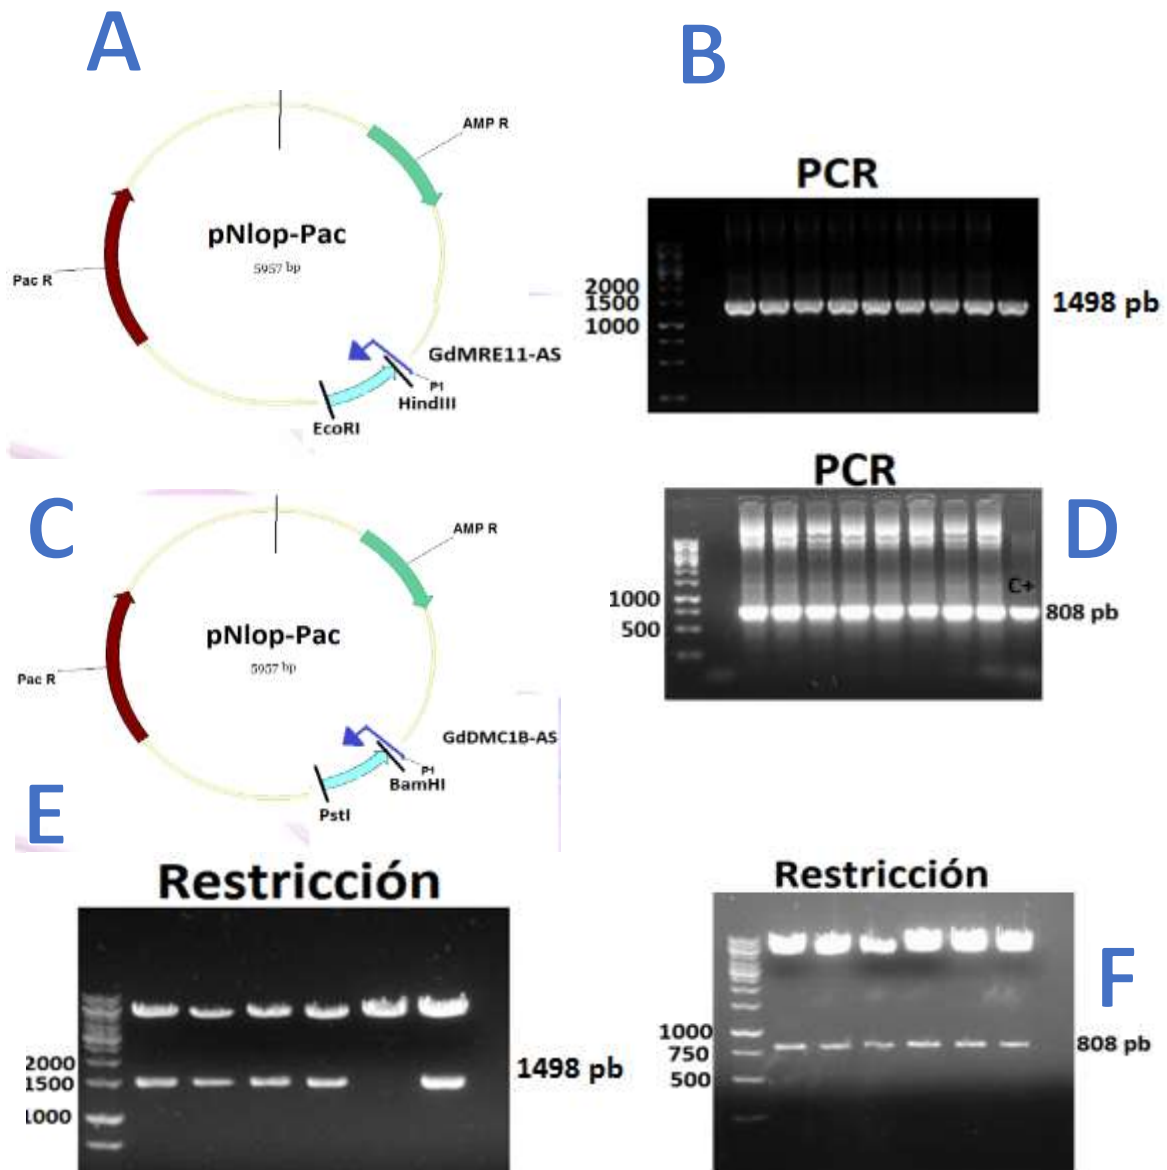 A
AMP R
pNlop-Pac
5957 bp
Pac R
GdMRE11-AS
P1
HindIII
EcoRI
B
PCR
2000
1500
1000
1498 pb
C
AMP R
pNlop-Pac
5957 bp
Pac R
GdDMC1B-AS
P1
BamHI
PstI
PCR
D
C+
1000
500
808 pb
E
Restricción
2000
1500
1000
1498 pb
Restricción
F
1000
750
500
808 pb